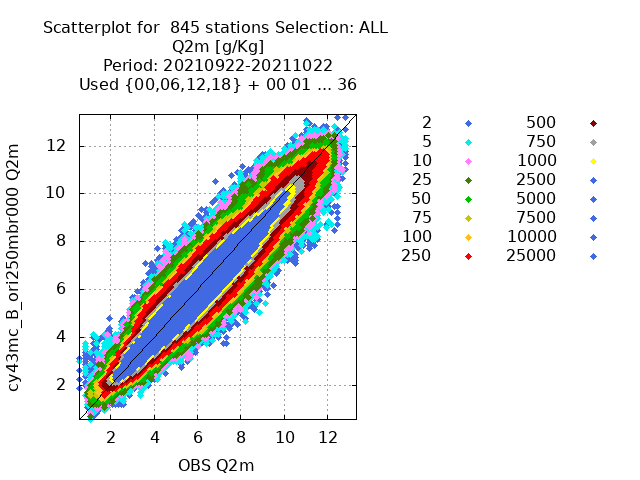 Scatterplot for  845 stations Selection: ALL
Q2m [g/Kg]
Period: 20210922-20211022
Used {00,06,12,18} + 00 01 ... 36
cy43mc_B_ori250mbr000 Q2m
12
10
8
6
4
2
2 4 6 8 10 12
OBS Q2m
2 500
5 750
10 1000
25 2500
50 5000
75 7500
100 10000
250 25000